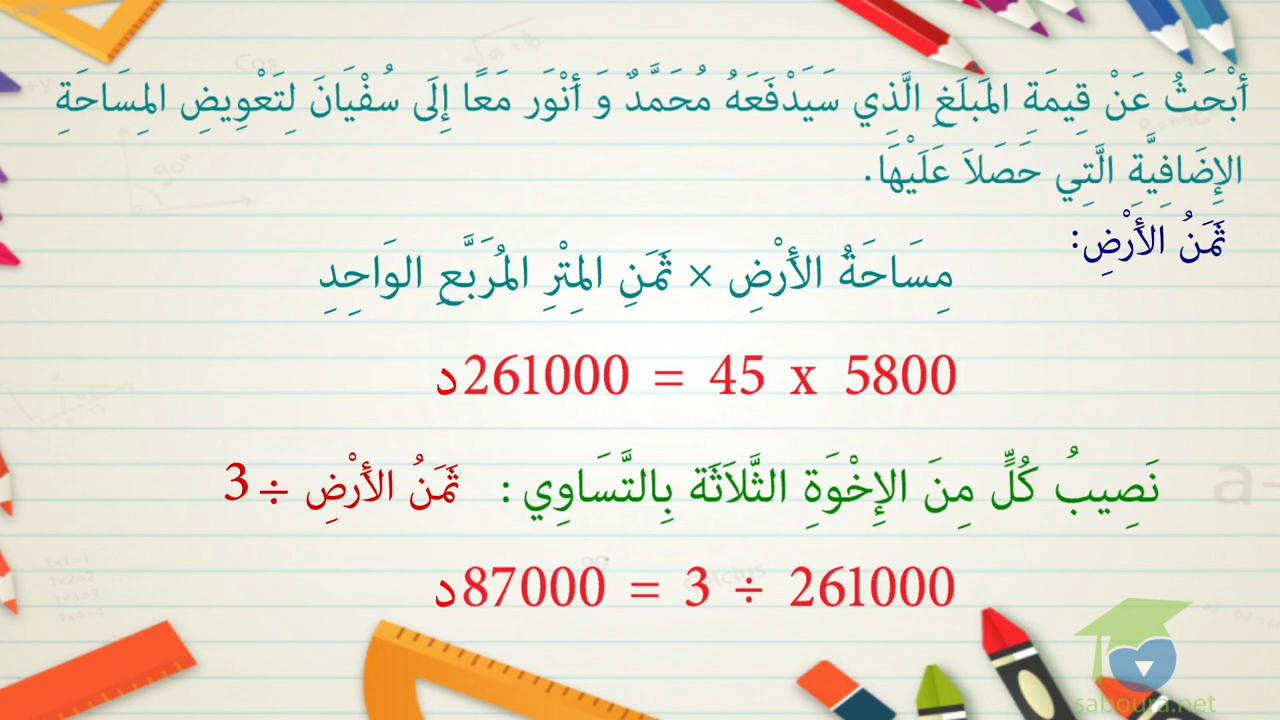 أَبْحَثُ عَنْ قِيمَةِ المَبلَغِ الَّذِي سَيَدْفَعَهُ مُحَمَّدٌ وَ أَنْوَر مَعًا إِلَى سُفْيَانَ لِتَعْوِيضِ المِسَاحَةِ
الإِضَافِيَّةِ الَّتِي حَصَلاَ عَلَيْهَا.
ثَمَنُ الأَرْضِ:
مِسَاحَةُ الأَرْضِ × ثَمَنِ المِتْرِ المُرَبَّعِ الوَاحِدِ
5800 x 45 = 261000د
نَصِيبُ كُلٍّ مِنَ الإِخْوَةِ الثَّلاَثَة بِالتَّسَاوِي : ثَمَنُ الأَرْضِ ÷ 3
261000 ÷ 3 = 87000د
saboura.net